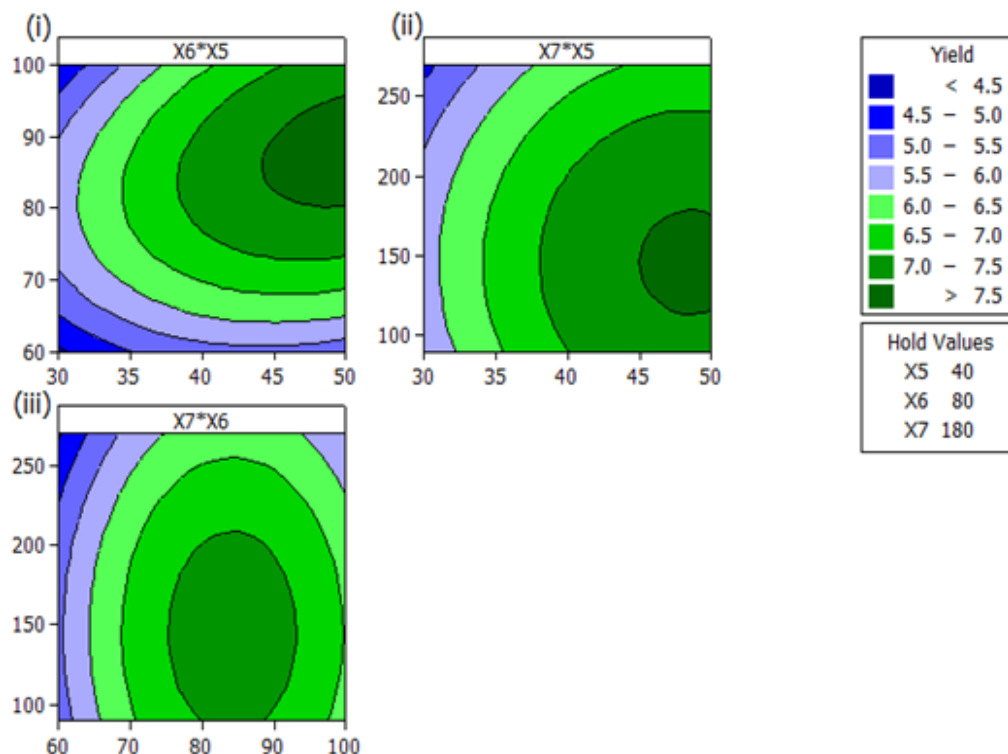 (i)
X6*X5
100
90
80
70
60
30 35 40 45 50
(ii)
X7*X5
250
200
150
100
30 35 40 45 50
(iii)
X7*X6
250
200
150
100
60 70 80 90 100
Yield
< 4.5
4.5 – 5.0
5.0 – 5.5
5.5 – 6.0
6.0 – 6.5
6.5 – 7.0
7.0 – 7.5
> 7.5
Hold Values
X5 40
X6 80
X7 180